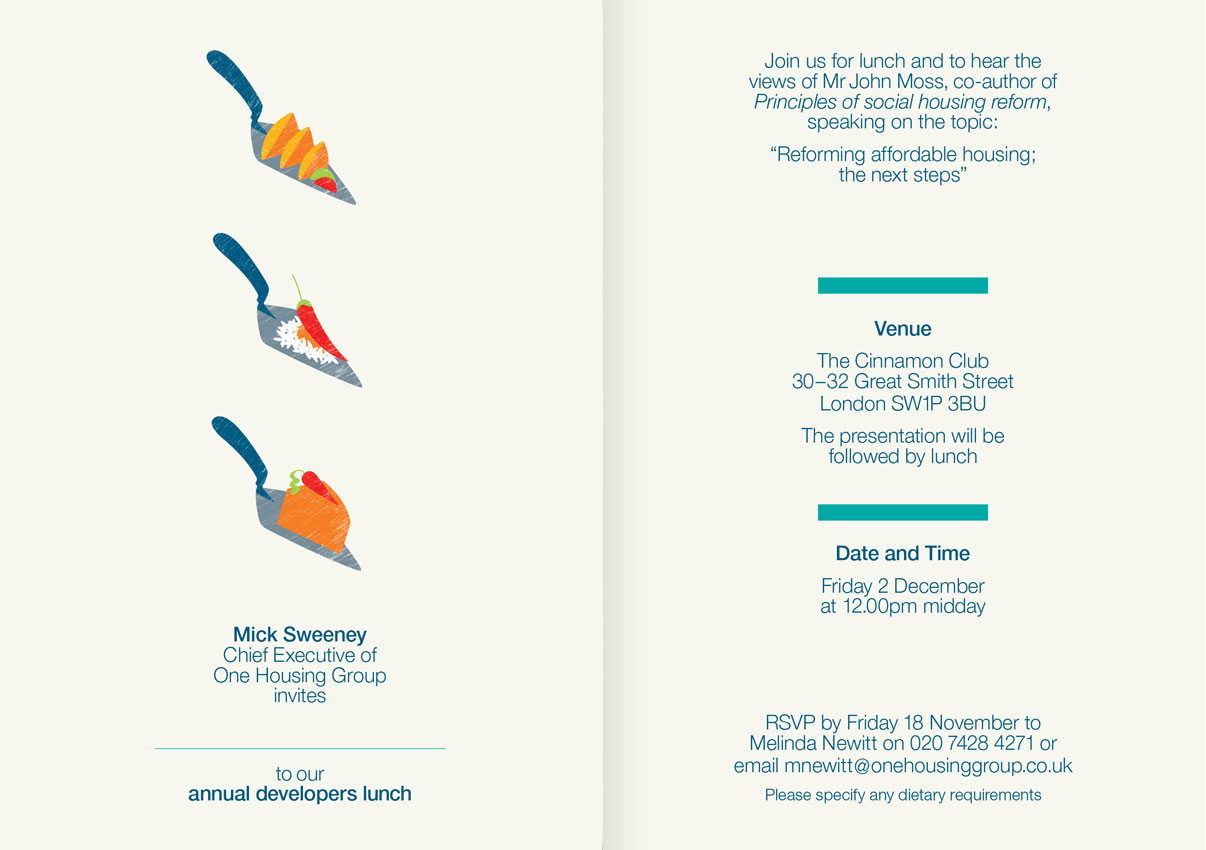 Mick Sweeney
Chief Executive of
One Housing Group
invites
to our
annual developers lunch
Join us for lunch and to hear the
views of Mr John Moss, co-author of
Principles of social housing reform,
speaking on the topic:
“Reforming affordable housing;
the next steps”
Venue
The Cinnamon Club
30–32 Great Smith Street
London SW1P 3BU
The presentation will be
followed by lunch
Date and Time
Friday 2 December
at 12.00pm midday
RSVP by Friday 18 November to
Melinda Newitt on 020 7428 4271 or
email mnewitt@onehousinggroup.co.uk
Please specify any dietary requirements